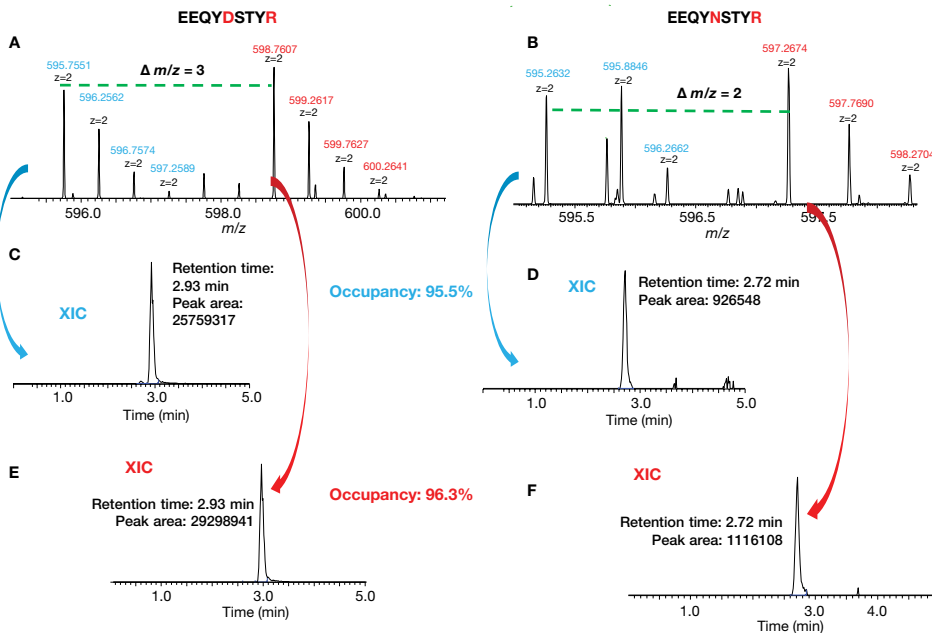 EEQYDSTYR
EEQYNSTYR
A
595.7551
z=2
596.2562
z=2
596.7574
z=2
597.2589
z=2
Δ m/z = 3
598.7607
z=2
599.2617
z=2
599.7627
z=2
600.2641
z=2
596.0
598.0
600.0
m/z
B
595.2632
z=2
595.8846
z=2
596.2662
z=2
Δ m/z = 2
597.2674
z=2
597.7690
z=2
598.2704
z=2
595.5
596.5
597.5
m/z
C
Retention time:
2.93 min
Peak area:
25759317
XIC
1.0
3.0
5.0
Time (min)
Occupancy: 95.5%
D
XIC
Retention time: 2.72 min
Peak area: 926548
1.0
3.0
5.0
Time (min)
E
XIC
Retention time: 2.93 min
Peak area: 29298941
1.0
3.0
5.0
Time (min)
Occupancy: 96.3%
F
XIC
Retention time: 2.72 min
Peak area: 1116108
1.0
3.0
4.0
Time (min)